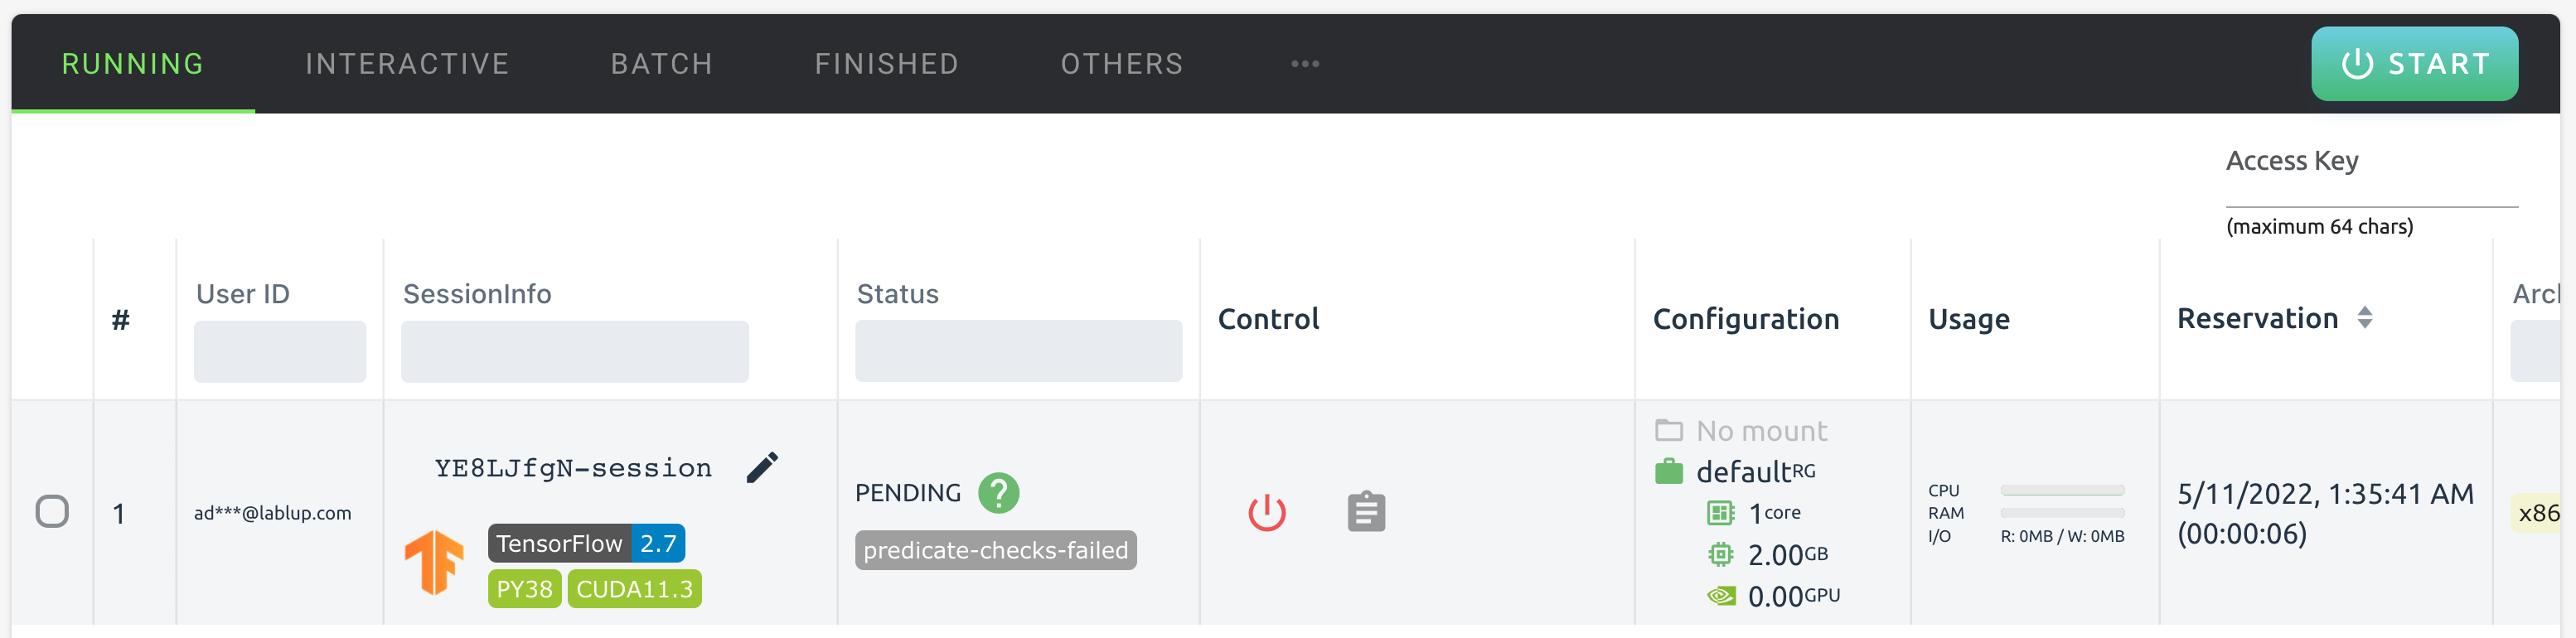 RUNNING INTERACTIVE BATCH FINISHED OTHERS ••• START
Access Key
(maximum 64 chars)
# User ID SessionInfo Status Control Configuration Usage Reservation Arcl
1 ad***@lablup.com
YE8LJfgN-session
TensorFlow 2.7
PY38 CUDA11.3
PENDING ?
predicate-checks-failed
No mount
defaultRG
1core
2.00GB
0.00GPU
CPU
RAM
I/O R: 0MB / W: 0MB
5/11/2022, 1:35:41 AM
(00:00:06)
x86